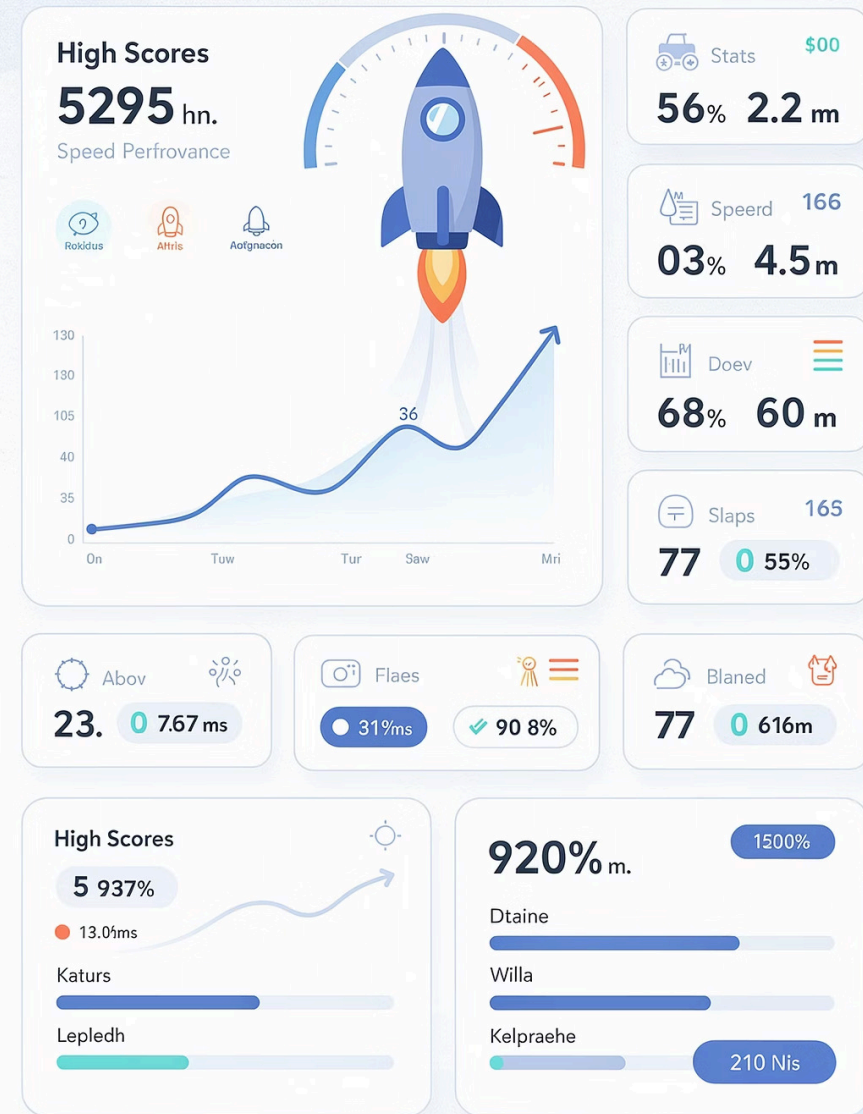 High Scores
5295 hn.
Speed Perfrovance
Rokidus
Attris
Aofgnacon
130
130
105
40
35
0
36
On
Tuw
Tur
Saw
Mri
Stats
$00
56% 2.2 m
Speerd
166
03% 4.5 m
Doev
68% 60 m
Slaps
165
77 0 55%
Abov
23. 0 7.67 ms
Flaes
31%ms
90 8%
Blaned
77 0 616m
High Scores
5 937%
Katurs
Lepledh
920% m.
1500%
Dtaine
Willa
Kelpraehe
210 Nis